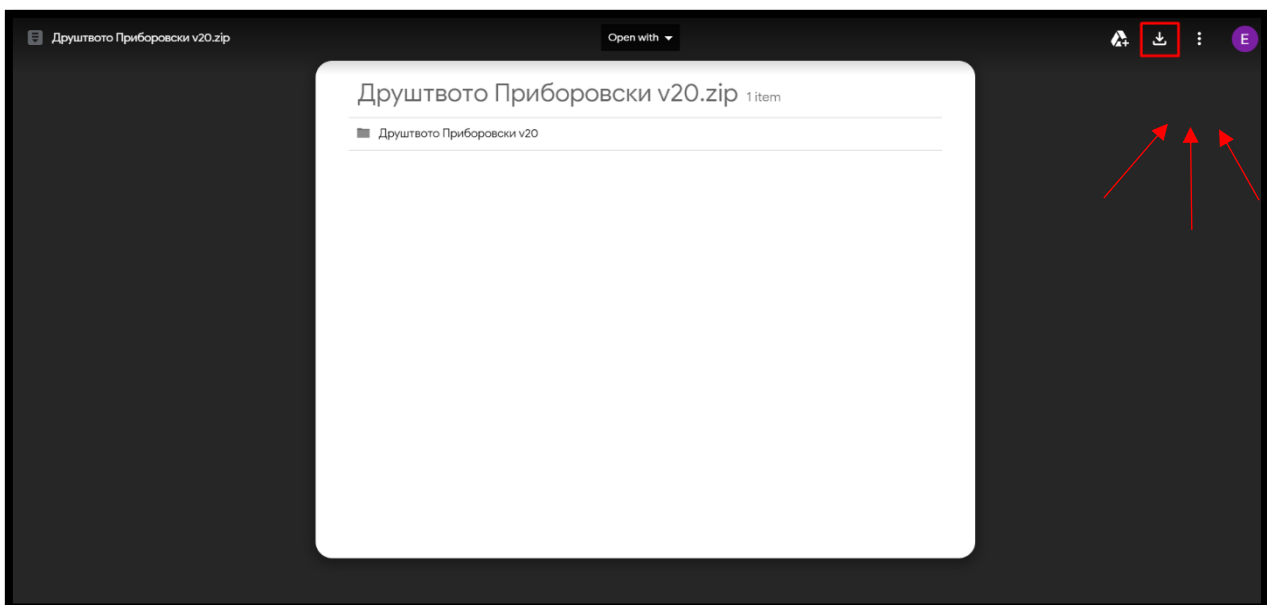 Друштвото Приборовски v20.zip
Open with
E
Друштвото Приборовски v20.zip 1 item
Друштвото Приборовски v20